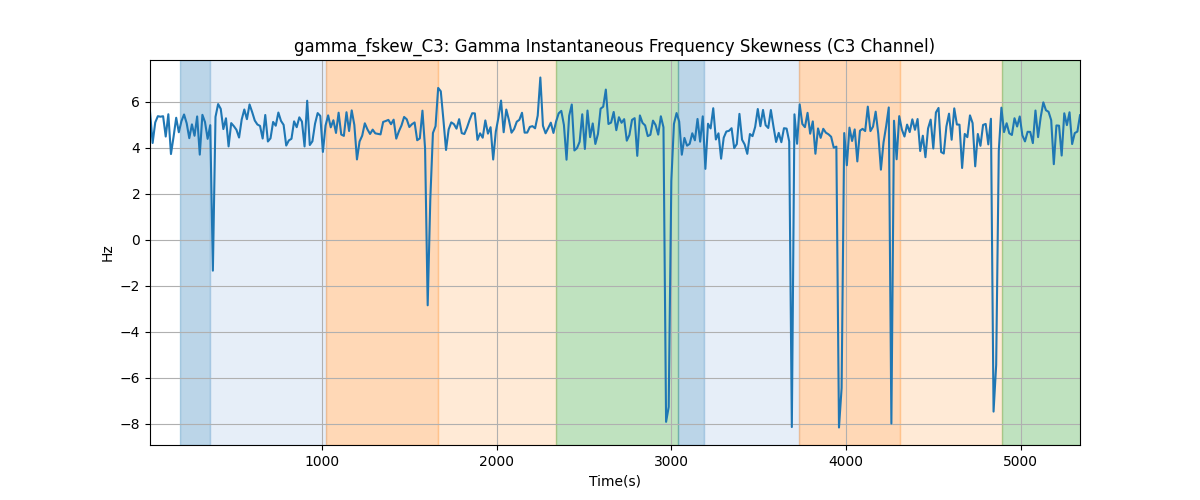 gamma_fskew_C3: Gamma Instantaneous Frequency Skewness (C3 Channel)
Hz
6
4
2
0
−2
−4
−6
−8
1000 2000 3000 4000 5000
Time(s)